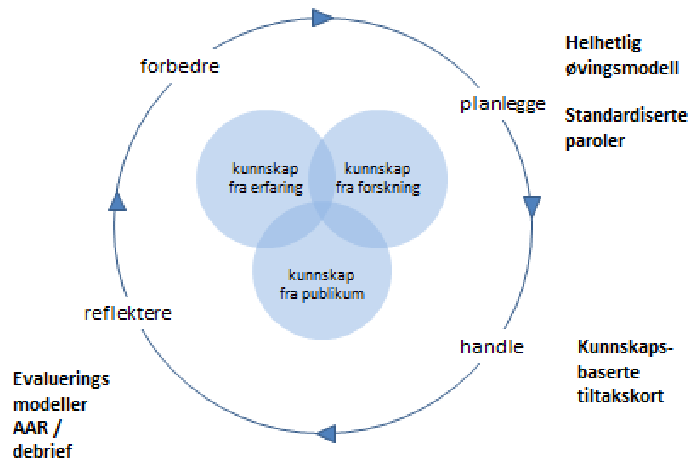 forbedre
planlegge
Helhetlig
øvingsmodell
Standardiserte
paroler
kunnskap
fra erfaring
kunnskap
fra forskning
kunnskap
fra publikum
reflektere
handle
Kunnskaps-
baserte
tiltakskort
Evaluerings
modeller
AAR /
debrief